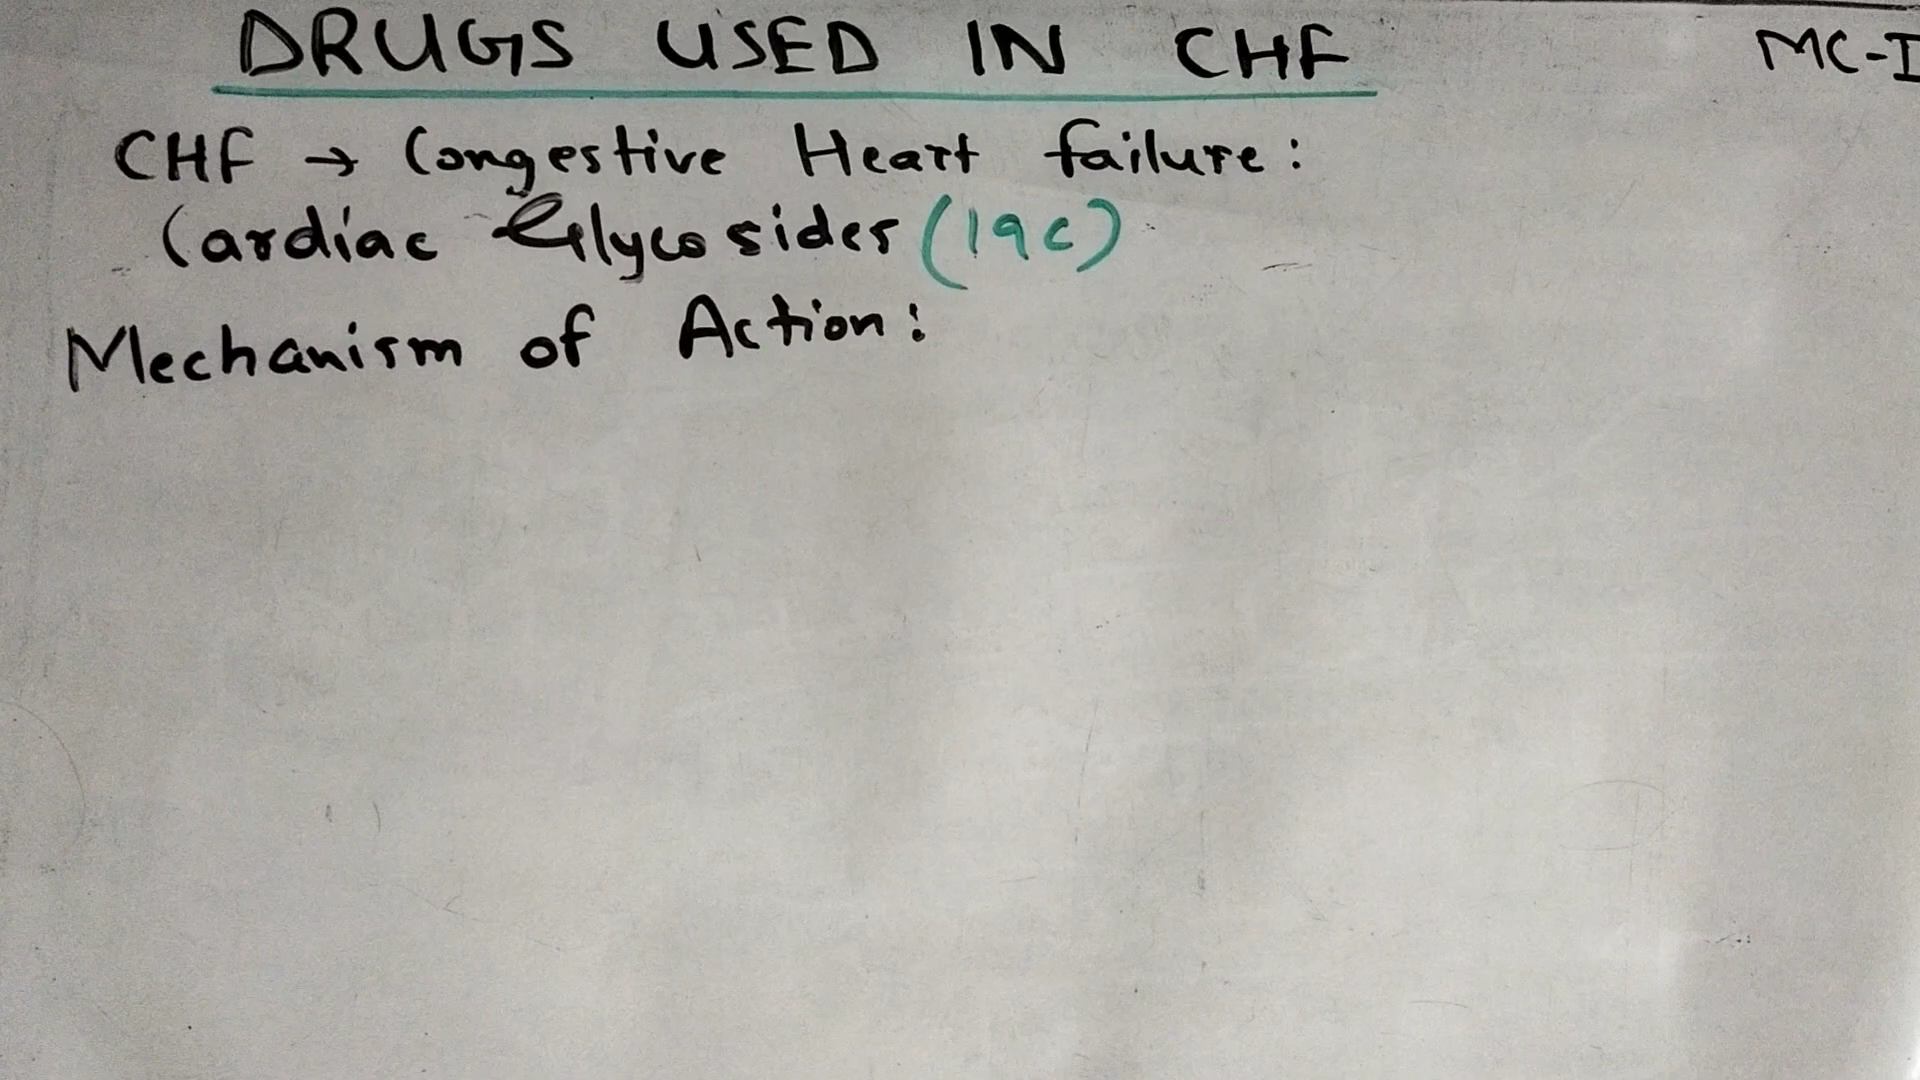 DRUGS USED IN CHF
MC-I
CHF → Congestive Heart failure:
Cardiac Glycosides (19C)
Mechanism of Action: